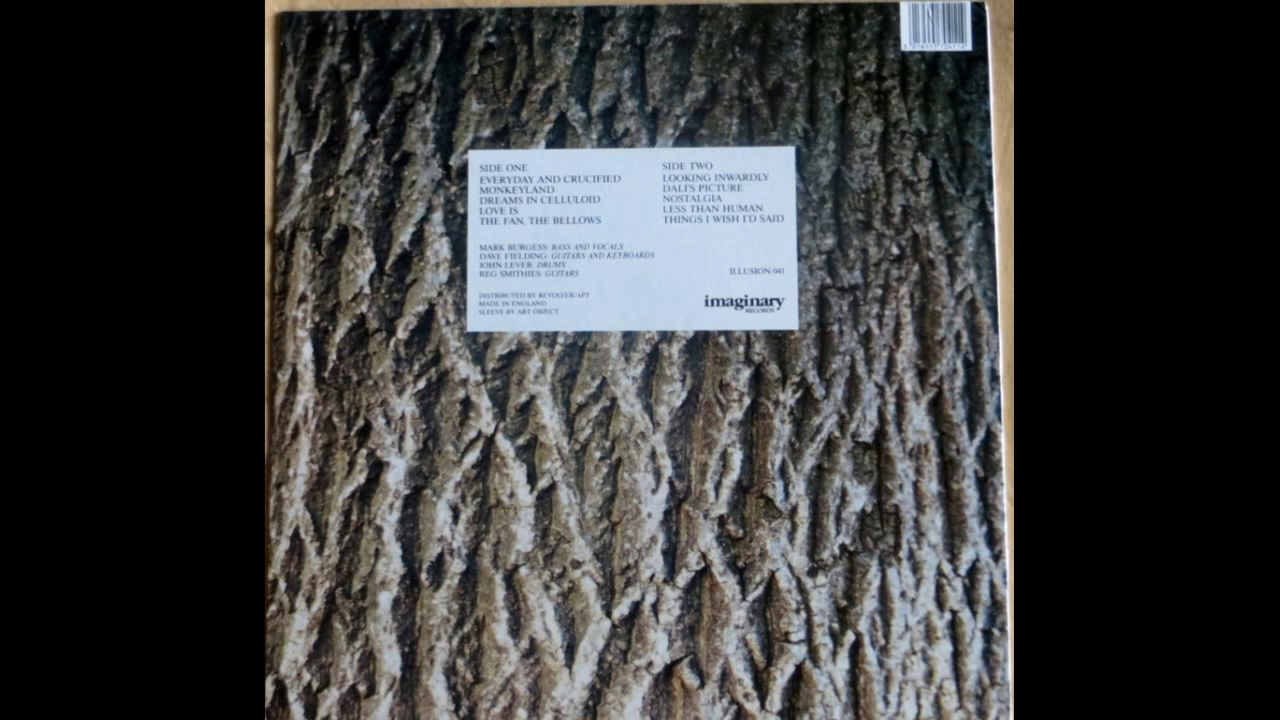 SIDE ONE
EVERYDAY AND CRUCIFIED
MONKEYLAND
DREAMS IN CELLULOID
LOVE IS
THE FAN, THE BELLOWS
SIDE TWO
LOOKING INWARDLY
DALI'S PICTURE
NOSTALGIA
LESS THAN HUMAN
THINGS I WISH I'D SAID
MARK BURGESS: BASS AND VOCALS
DAVE FIELDING: GUITARS AND KEYBOARDS
JOHN LEVER: DRUMS
REG SMITHIES: GUITARS
ILLUSION 041
DISTRIBUTED BY REVOLVER/APT
MADE IN ENGLAND
SLEEVE BY ART OBJECT
imaginary
RECORDS